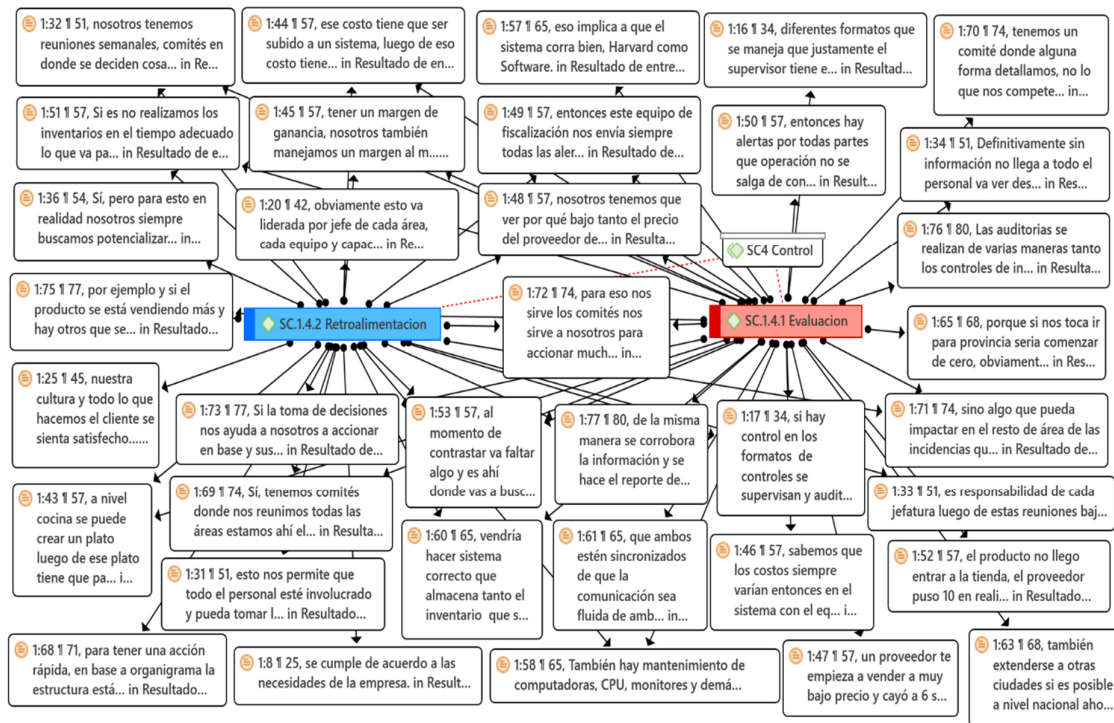 1:32 ¶ 51, nosotros tenemos
reuniones semanales, comités en
donde se deciden cosa... in Re...
1:44 ¶ 57, ese costo tiene que ser
subido a un sistema, luego de eso
costo tiene... in Resultado de en...
1:57 ¶ 65, eso implica a que el
sistema corra bien, Harvard como
Software. in Resultado de entre...
1:16 ¶ 34, diferentes formatos que
se maneja que justamente el
supervisor tiene e... in Resultad...
1:70 ¶ 74, tenemos un
comité donde alguna
forma detallamos, no lo
que nos compete... in...
1:51 ¶ 57, Si es no realizamos los
inventarios en el tiempo adecuado
lo que va pa... in Resultado de e...
1:45 ¶ 57, tener un margen de
ganancia, nosotros también
manejamos un margen al m......
1:49 ¶ 57, entonces este equipo de
fiscalización nos envía siempre
todas las aler... in Resultado de...
1:50 ¶ 57, entonces hay
alertas por todas partes
que operación no se
salga de con... in Result...
1:34 ¶ 51, Definitivamente sin
información no llega a todo el
personal va ver des... in Res...
1:36 ¶ 54, Sí, pero para esto en
realidad nosotros siempre
buscamos potencializar... in...
1:20 ¶ 42, obviamente esto va
liderada por jefe de cada área,
cada equipo y capac... in Re...
1:48 ¶ 57, nosotros tenemos que
ver por qué bajo tanto el precio
del proveedor de... in Resulta...
SC4 Control
1:76 ¶ 80, Las auditorias se
realizan de varias maneras tanto
los controles de in... in Resulta...
1:75 ¶ 77, por ejemplo y si el
producto se está vendiendo más y
hay otros que se... in Resultado...
SC.1.4.2 Retroalimentacion
1:72 ¶ 74, para eso nos
sirve los comités nos
sirve a nosotros para
accionar much... in...
SC.1.4.1 Evaluacion
1:65 ¶ 68, porque si nos toca ir
para provincia seria comenzar
de cero, obviament... in Res...
1:25 ¶ 45, nuestra
cultura y todo lo que
hacemos el cliente se
sienta satisfecho......
1:73 ¶ 77, Si la toma de decisiones
nos ayuda a nosotros a accionar
en base y sus... in Resultado de...
1:53 ¶ 57, al
momento de
contrastar va faltar
algo y es ahí
donde vas a busc...
1:77 ¶ 80, de la misma
manera se corrobora
la información y se
hace el reporte de...
1:17 ¶ 34, si hay
control en los
formatos de
controles se
supervisan y audit...
1:71 ¶ 74, sino algo que pueda
impactar en el resto de área de las
incidencias qu... in Resultado de...
1:43 ¶ 57, a nivel
cocina se puede
crear un plato
luego de ese plato
tiene que pa... i...
1:69 ¶ 74, Sí, tenemos comités
donde nos reunimos todas las
áreas estamos ahí el... in Resulta...
1:33 ¶ 51, es responsabilidad de cada
jefatura luego de estas reuniones baj...
1:60 ¶ 65, vendría
hacer sistema
correcto que
almacena tanto el
inventario que s...
1:61 ¶ 65, que ambos
estén sincronizados
de que la
comunicación sea
fluida de amb... in...
1:46 ¶ 57, sabemos que
los costos siempre
varían entonces en el
sistema con el eq... i...
1:52 ¶ 57, el producto no llego
entrar a la tienda, el proveedor
puso 10 en reali... in Resultado...
1:31 ¶ 51, esto nos permite que
todo el personal esté involucrado
y pueda tomar l... in Resultado...
1:68 ¶ 71, para tener una acción
rápida, en base a organigrama la
estructura está... in Resultado...
1:8 ¶ 25, se cumple de acuerdo a las
necesidades de la empresa. in Result...
1:58 ¶ 65, También hay mantenimiento de
computadoras, CPU, monitores y demá...
1:47 ¶ 57, un proveedor te
empieza a vender a muy
bajo precio y cayó a 6 s...
1:63 ¶ 68, también
extenderse a otras
ciudades si es posible
a nivel nacional aho...